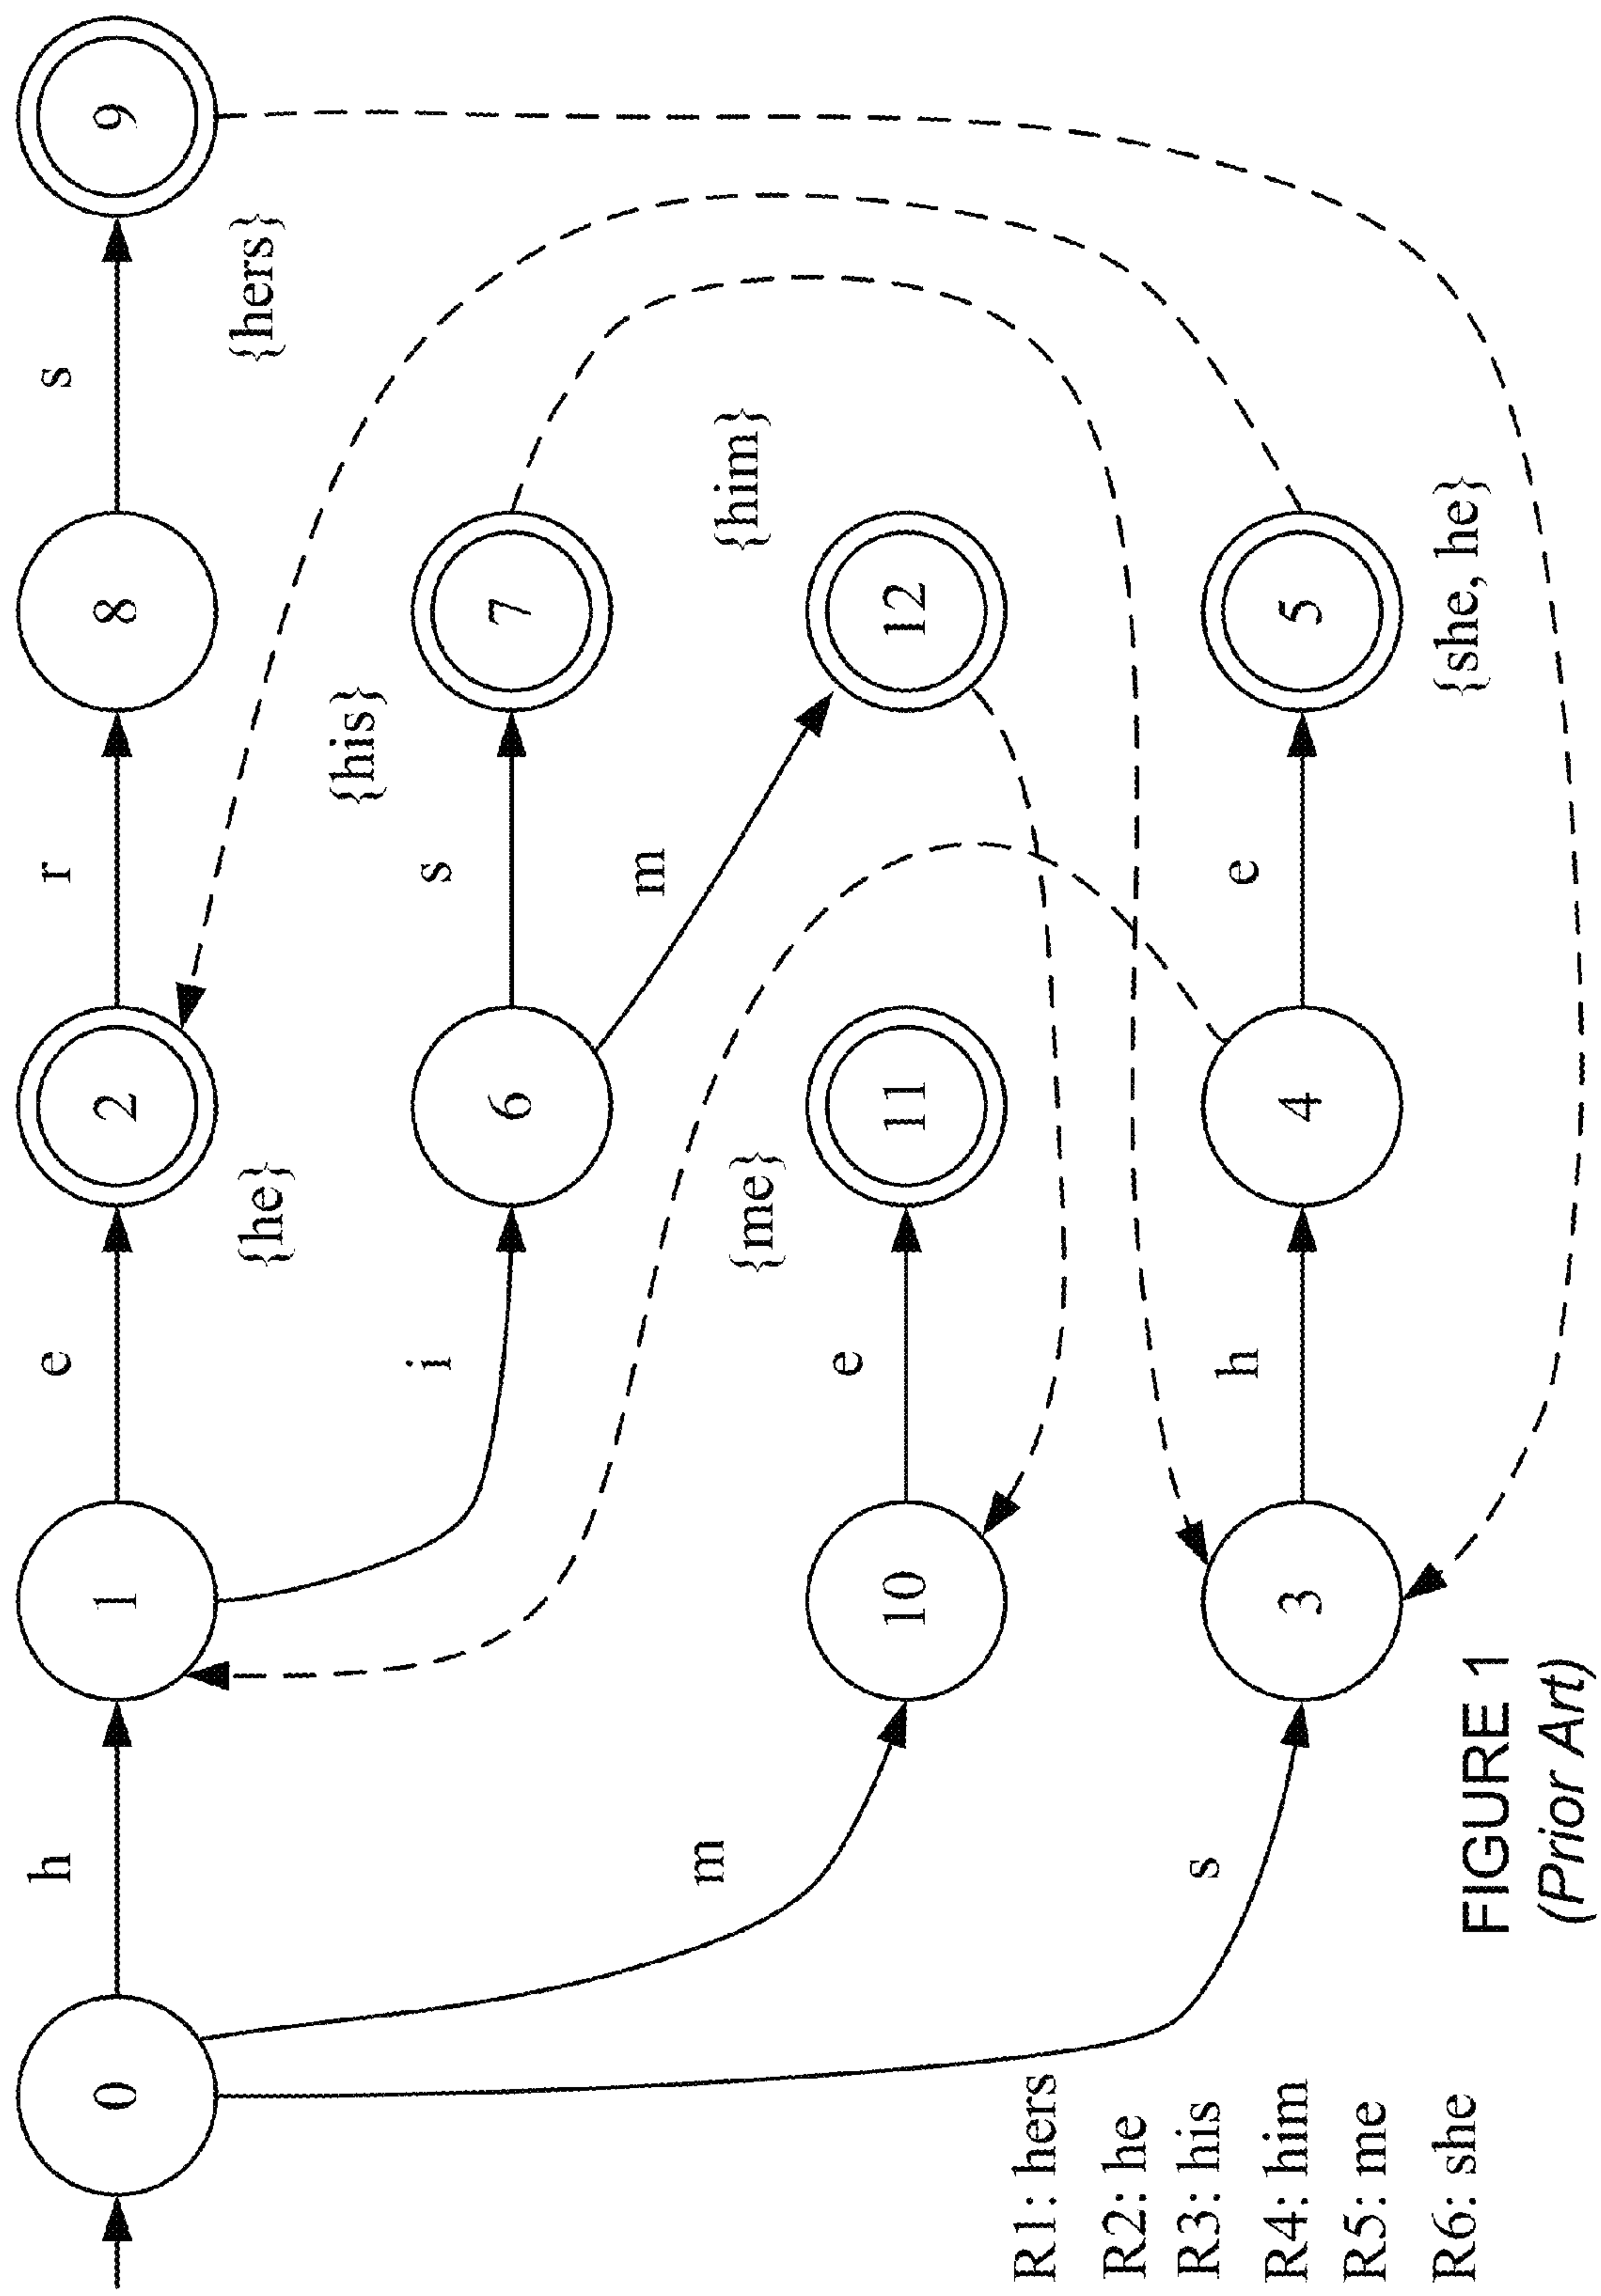 h
e
r
s
0
1
2
8
9
{he}
{hers}
{his}
i
s
6
7
m
{him}
m
{me}
e
10
11
12
s
h
e
3
4
5
{she, he}
R1: hers
R2: he
R3: his
R4: him
R5: me
R6: she
FIGURE 1
(Prior Art)